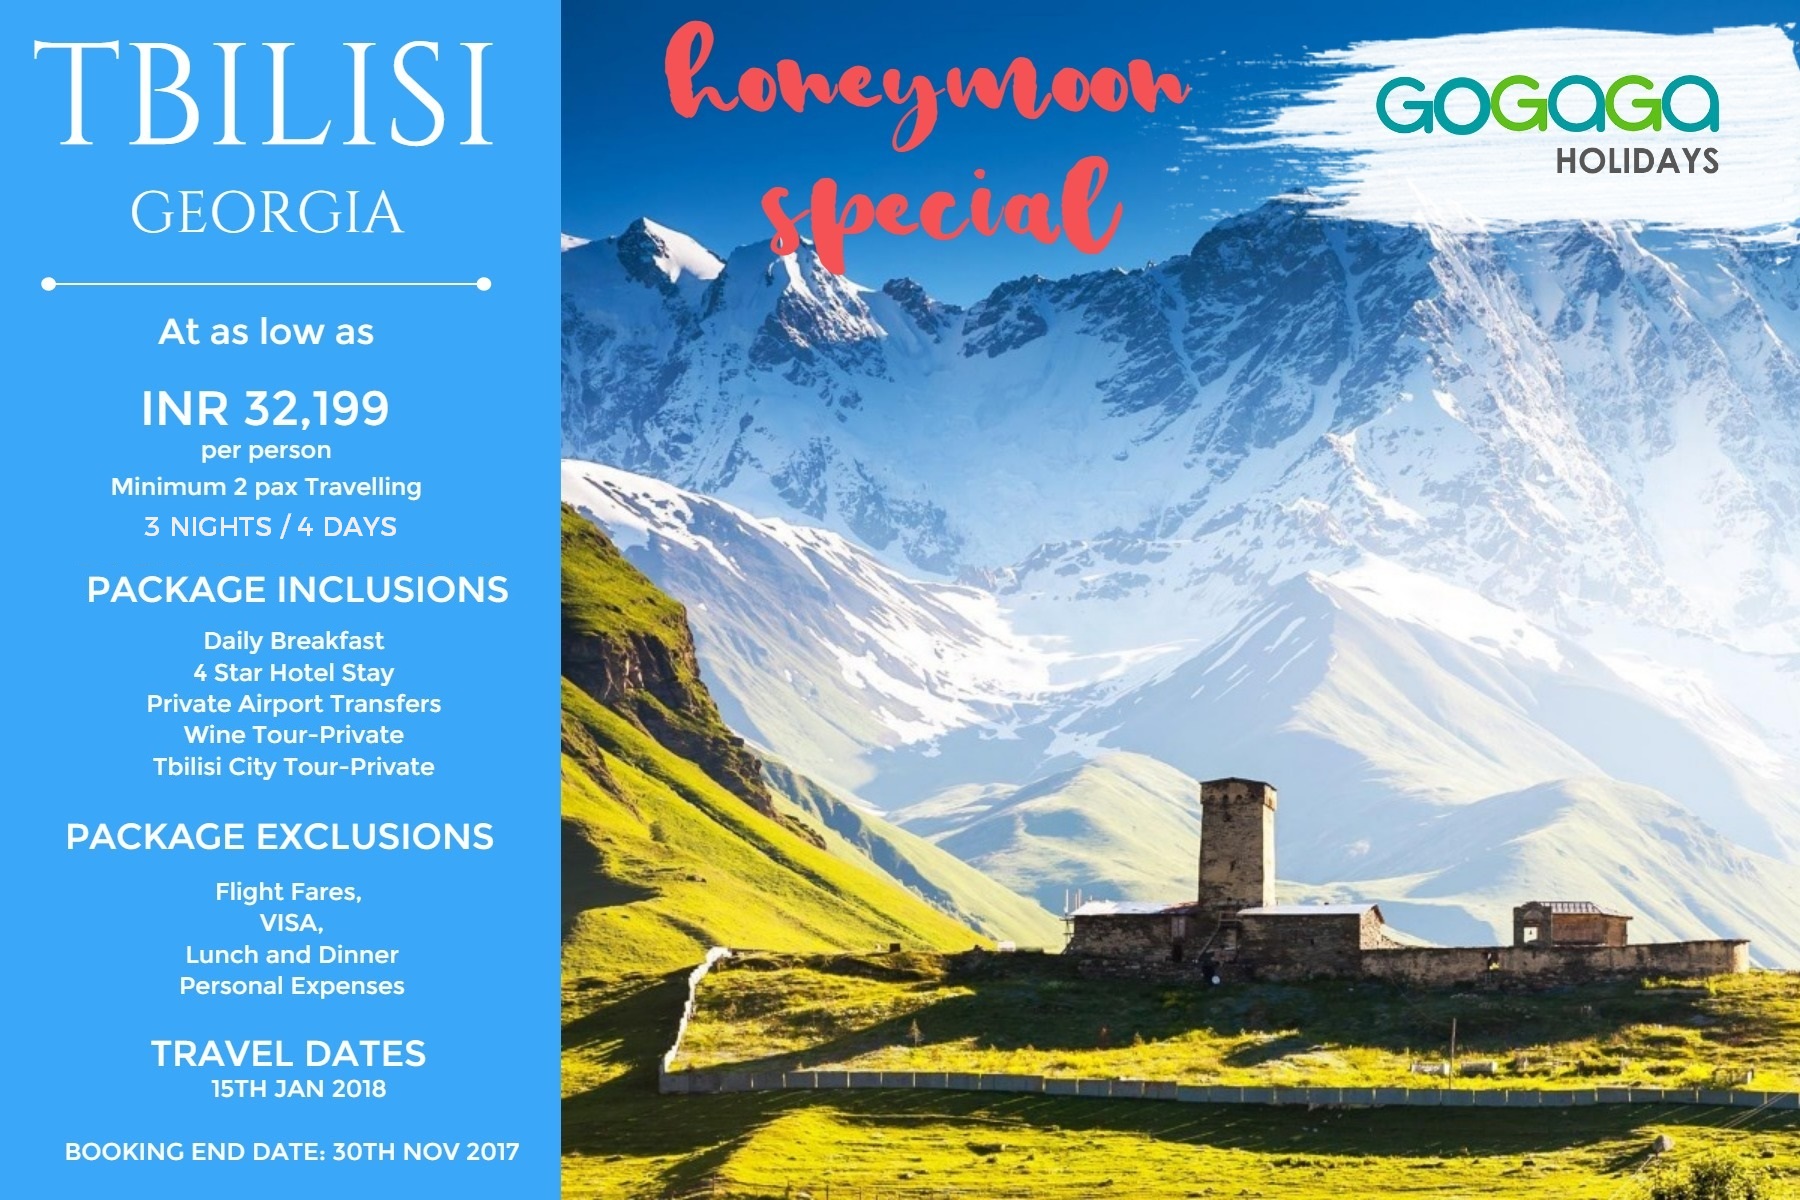 TBILISI
GEORGIA
At as low as
INR 32,199
per person
Minimum 2 pax Travelling
3 NIGHTS / 4 DAYS
PACKAGE INCLUSIONS
Daily Breakfast
4 Star Hotel Stay
Private Airport Transfers
Wine Tour-Private
Tbilisi City Tour-Private
PACKAGE EXCLUSIONS
Flight Fares,
VISA,
Lunch and Dinner
Personal Expenses
TRAVEL DATES
15TH JAN 2018
BOOKING END DATE: 30TH NOV 2017
honeymoon
special
GOGAGA
HOLIDAYS